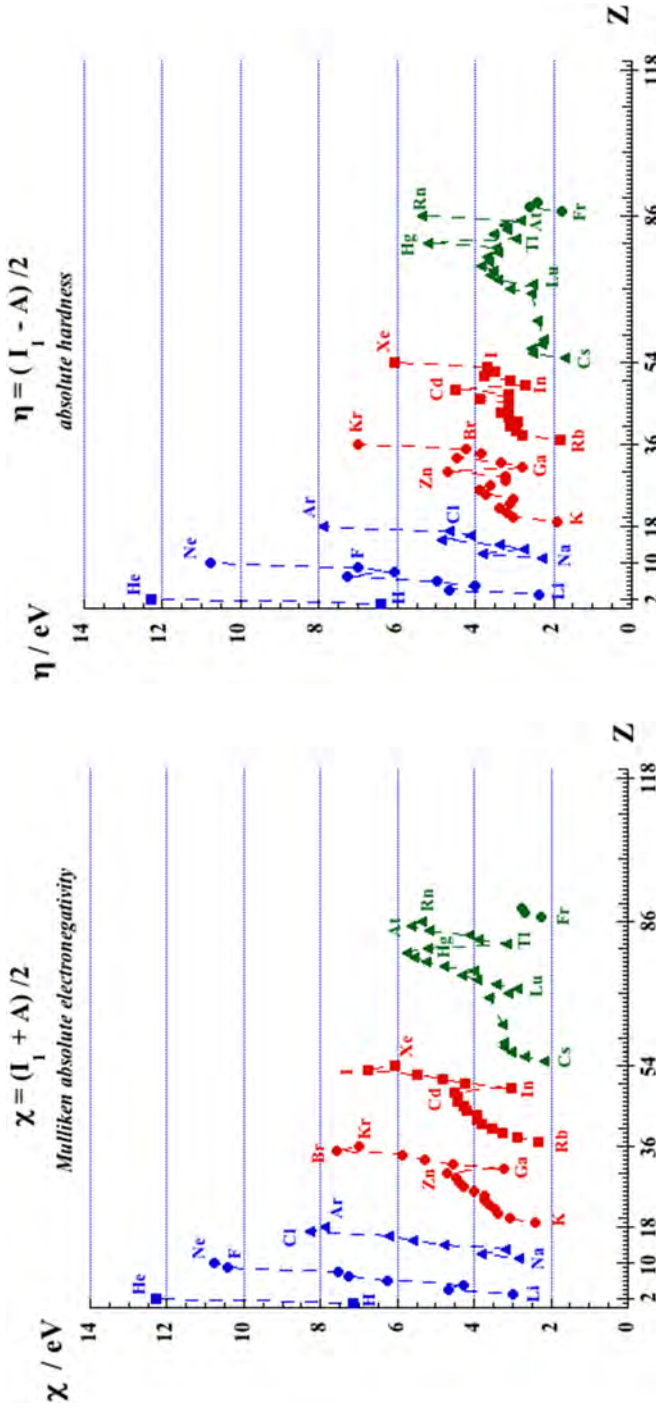 χ = (I₁ + A) /2
Mulliken absolute electronegativity
χ / eV
14
12
10
8
6
4
2
0
He
H
Ne
F
Li
Cl
Ar
Na
Br
Kr
Zn
Ga
K
I
Xe
Cd
In
Rb
At
Rn
Hg
Tl
Lu
Cs
Fr
2 10 18 36 54 86 118
Z
η = ( I₁ - A) /2
absolute hardness
η / eV
14
12
10
8
6
4
2
0
He
H
Ne
F
Li
Ar
Cl
Na
Kr
Br
Zn
Ga
K
Xe
I
Cd
In
Rb
Rn
Hg
At
Tl
Lu
Cs
Fr
2 10 18 36 54 86 118
Z